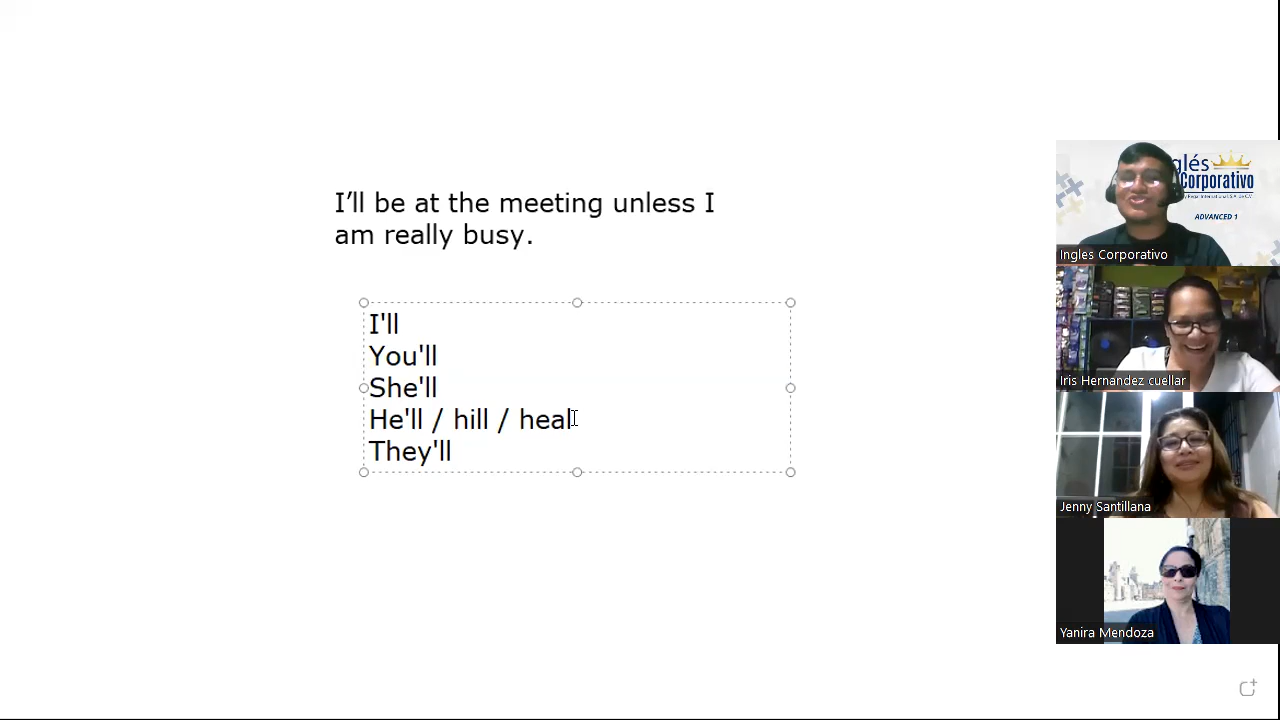 I’ll be at the meeting unless I
am really busy.
I'll
You'll
She'll
He'll / hill / heal
They'll
glés
Corporativo
ADVANCED 1
Ingles Corporativo
Iris Hernandez cuellar
Jenny Santillana
Yanira Mendoza